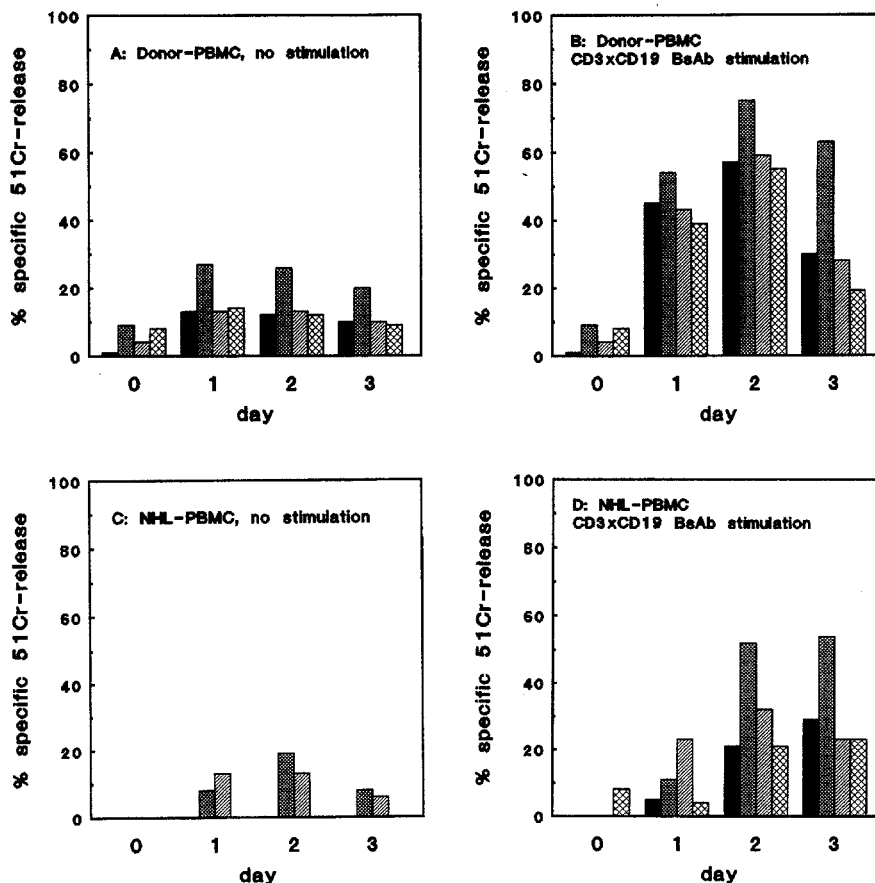 A: Donor-PBMC, no stimulation
% specific 51Cr-release
100
80
60
40
20
0
0 1 2 3
day
B: Donor-PBMC
CD3xCD19 BsAb stimulation
% specific 51Cr-release
100
80
60
40
20
0
0 1 2 3
day
C: NHL-PBMC, no stimulation
% specific 51Cr-release
100
80
60
40
20
0
0 1 2 3
day
D: NHL-PBMC
CD3xCD19 BsAb stimulation
% specific 51Cr-release
100
80
60
40
20
0
0 1 2 3
day